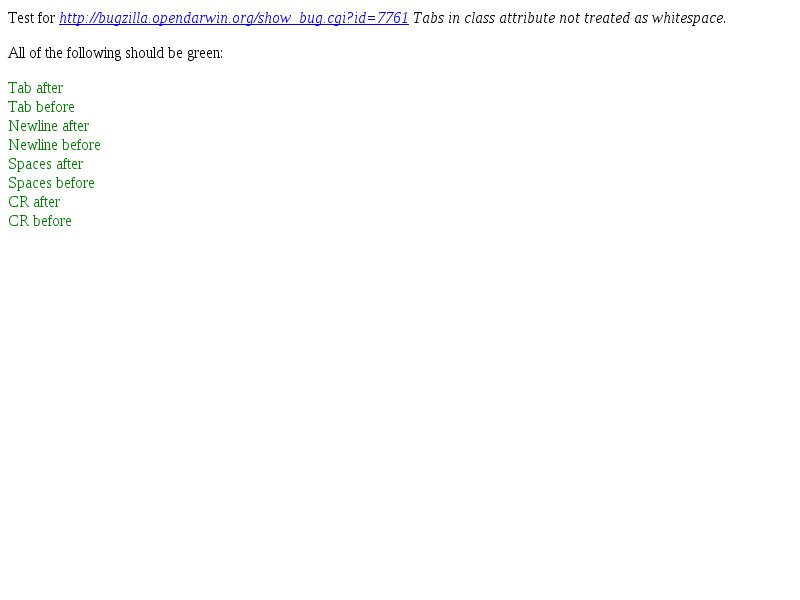 Test for http://bugzilla.opendarwin.org/show_bug.cgi?id=7761 Tabs in class attribute not treated as whitespace.
All of the following should be green:
Tab after
Tab before
Newline after
Newline before
Spaces after
Spaces before
CR after
CR before